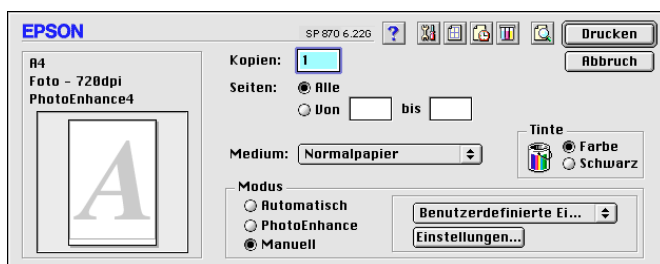 EPSON
SP 870 6.22G
?
Drucken
Abbruch
A4
Foto - 720dpi
PhotoEnhance4
A
Kopien: 1
Seiten: Alle
Von bis
Medium: Normalpapier
Tinte
Farbe
Schwarz
Modus
Automatisch
PhotoEnhance
Manuell
Benutzerdefinierte Ei...
Einstellungen...